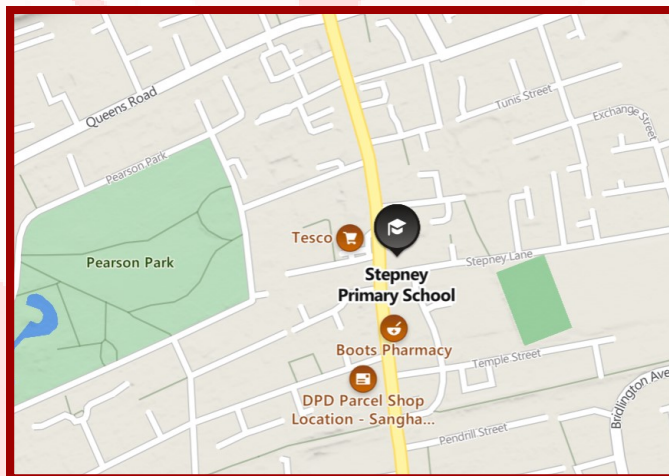 Queens Road
Tunis Street
Exchange Street
Pearson Park
Tesco
Pearson Park
Stepney Lane
Stepney
Primary School
Boots Pharmacy
Temple Street
DPD Parcel Shop
Location - Sangha...
Bridlington Ave
Pendrill Street